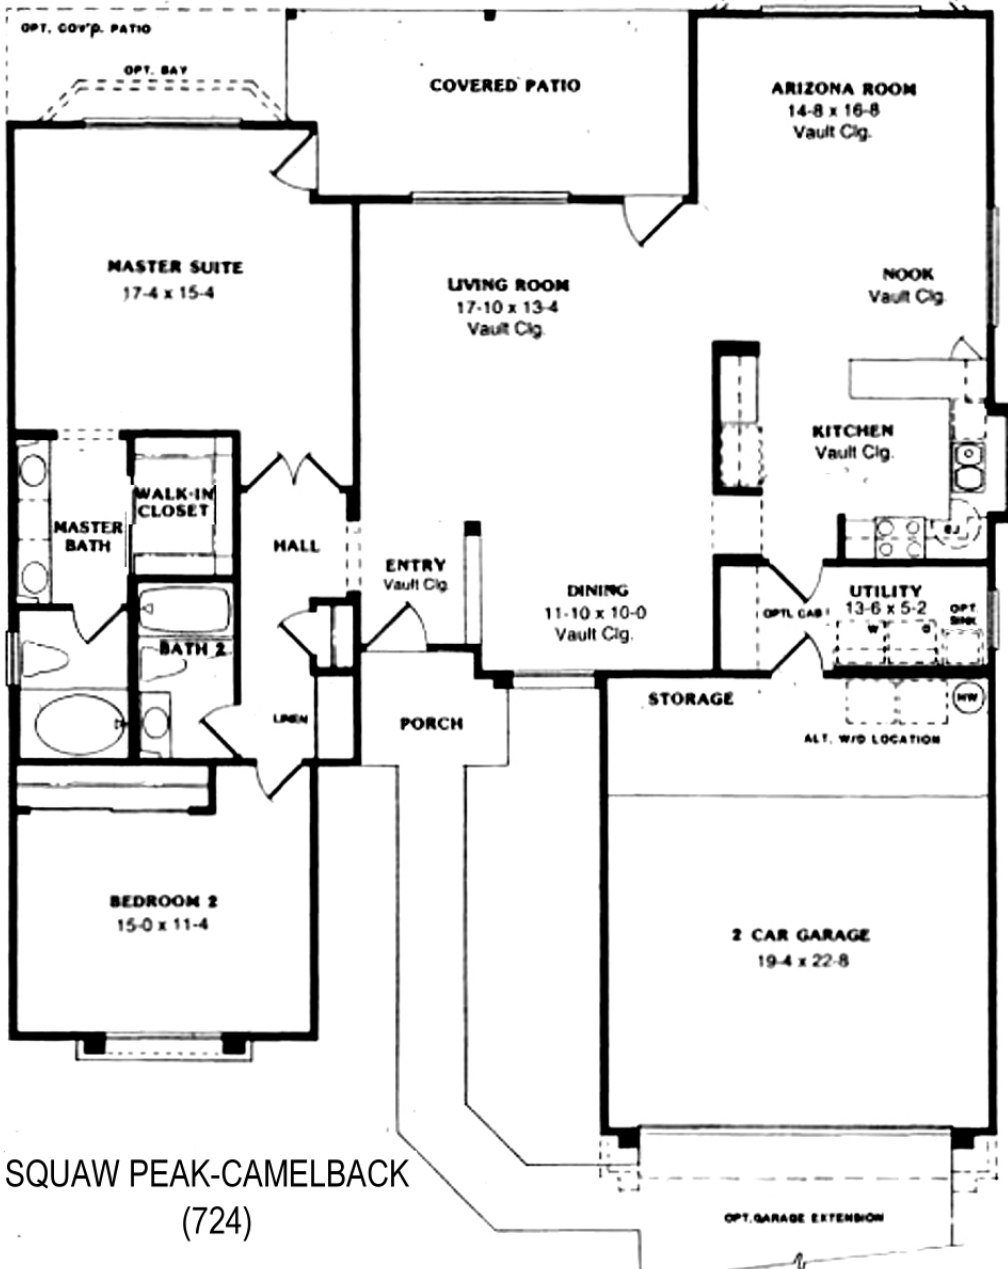 OPT. COV'D. PATIO
OPT. BAY
COVERED PATIO
ARIZONA ROOM
14-8 x 16-8
Vault Clg.
MASTER SUITE
17-4 x 15-4
LIVING ROOM
17-10 x 13-4
Vault Clg.
NOOK
Vault Clg.
KITCHEN
Vault Clg.
WALK-IN
CLOSET
MASTER
BATH
HALL
ENTRY
Vault Clg.
DINING
11-10 x 10-0
Vault Clg.
UTILITY
13-6 x 5-2
OPTL CAB
OPT.
SINK
W
D
BATH 2
LINEN
PORCH
STORAGE
HW
ALT. W/D LOCATION
BEDROOM 2
15-0 x 11-4
2 CAR GARAGE
19-4 x 22-8
SQUAW PEAK-CAMELBACK
(724)
OPT. GARAGE EXTENSION